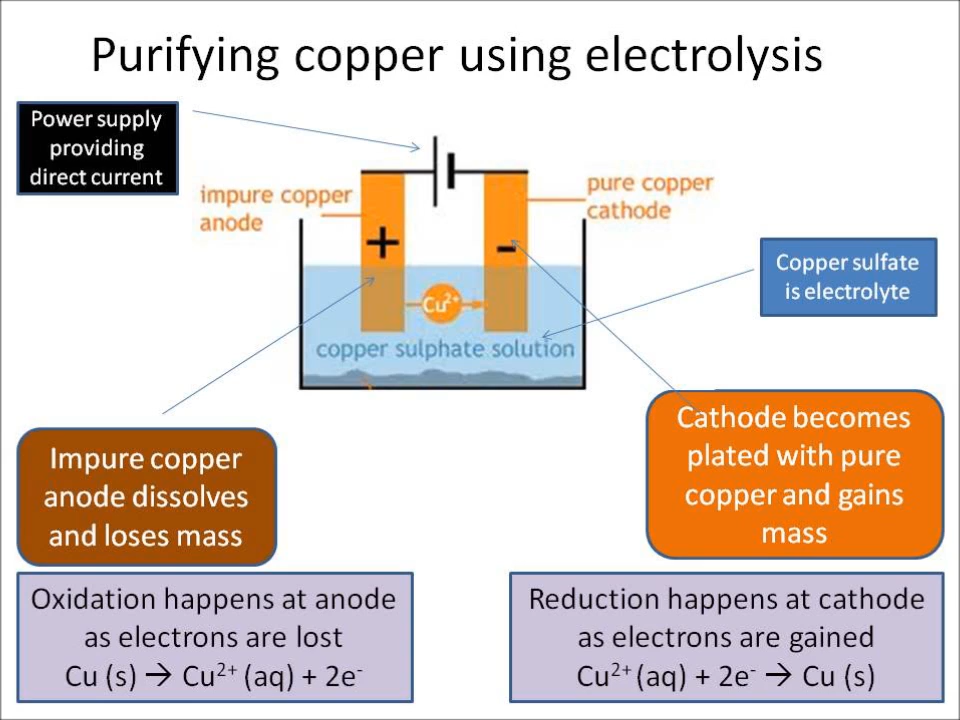 Purifying copper using electrolysis
Power supply
providing
direct current
impure copper
anode
pure copper
cathode
+
-
Cu²⁺
copper sulphate solution
Copper sulfate
is electrolyte
Impure copper
anode dissolves
and loses mass
Cathode becomes
plated with pure
copper and gains
mass
Oxidation happens at anode
as electrons are lost
Cu (s) → Cu²⁺ (aq) + 2e⁻
Reduction happens at cathode
as electrons are gained
Cu²⁺ (aq) + 2e⁻ → Cu (s)